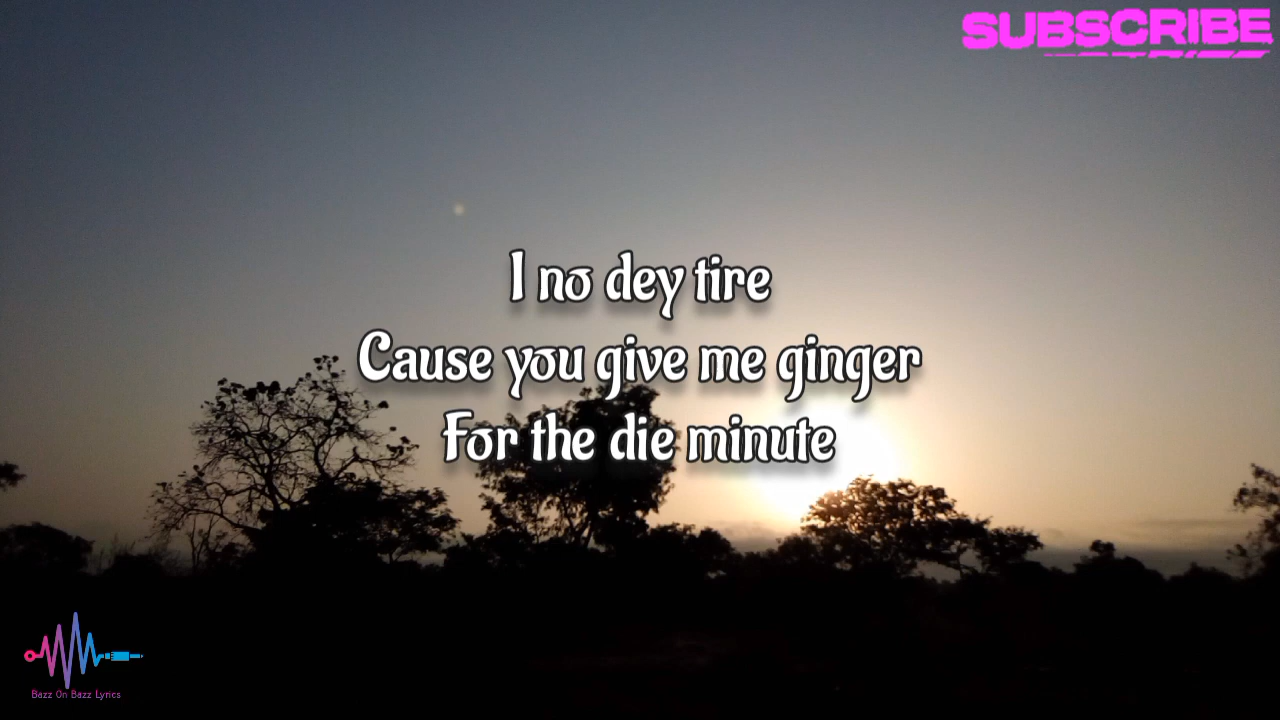 SUBSCRIBE
I no dey tire
Cause you give me ginger
For the die minute
Bazz On Bazz Lyrics